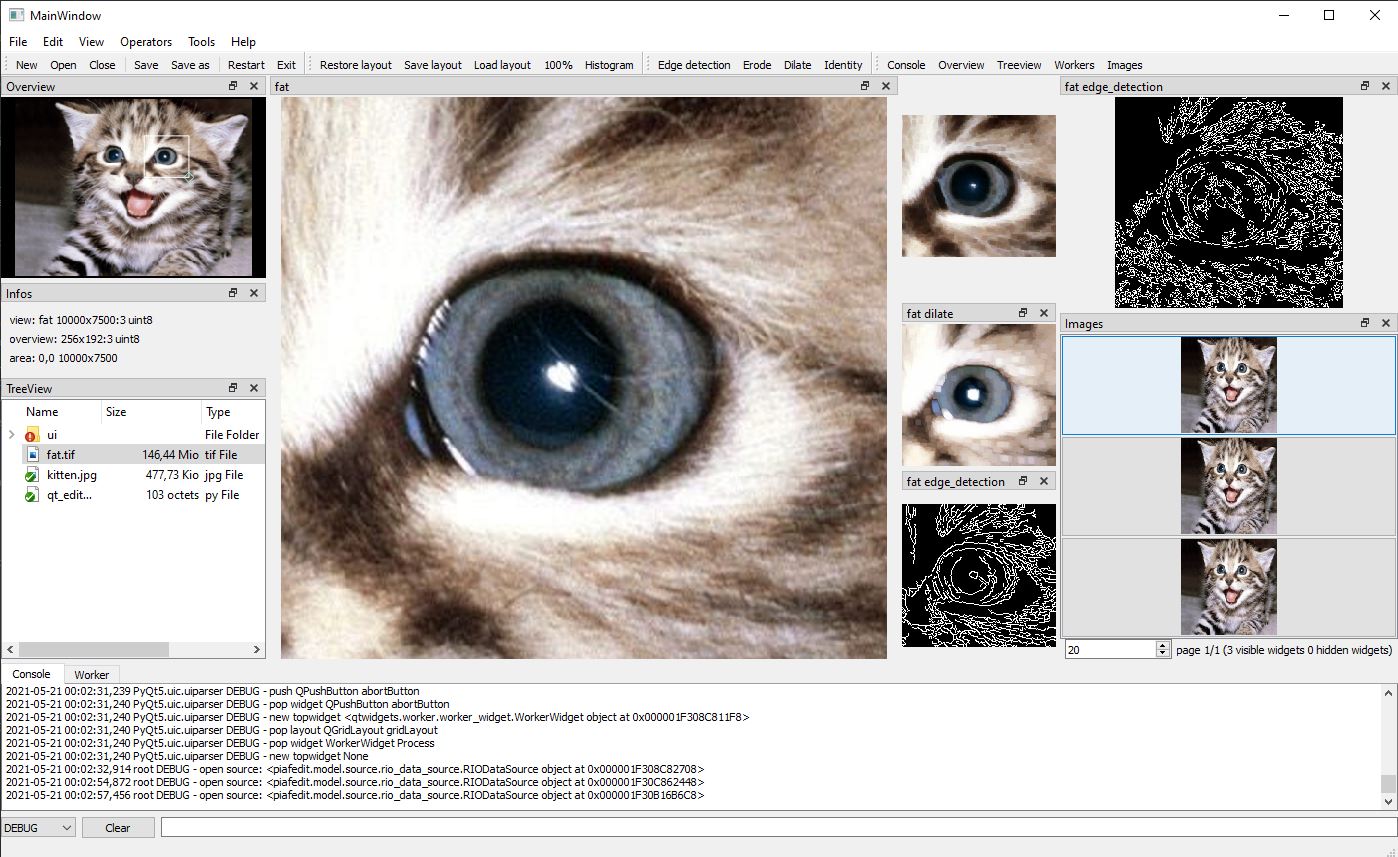 MainWindow
File Edit View Operators Tools Help
New Open Close Save Save as Restart Exit Restore layout Save layout Load layout 100% Histogram Edge detection Erode Dilate Identity Console Overview Treeview Workers Images
Overview
fat
fat edge_detection
Infos
view: fat 10000x7500:3 uint8
overview: 256x192:3 uint8
area: 0,0 10000x7500
fat dilate
Images
TreeView
Name Size Type
ui File Folder
fat.tif 146,44 Mio tif File
kitten.jpg 477,73 Kio jpg File
qt_edit... 103 octets py File
fat edge_detection
20 page 1/1 (3 visible widgets 0 hidden widgets)
Console Worker
2021-05-21 00:02:31,239 PyQt5.uic.uiparser DEBUG - push QPushButton abortButton
2021-05-21 00:02:31,240 PyQt5.uic.uiparser DEBUG - pop widget QPushButton abortButton
2021-05-21 00:02:31,240 PyQt5.uic.uiparser DEBUG - new topwidget <qtwidgets.worker.worker_widget.WorkerWidget object at 0x000001F308C811F8>
2021-05-21 00:02:31,240 PyQt5.uic.uiparser DEBUG - pop layout QGridLayout gridLayout
2021-05-21 00:02:31,240 PyQt5.uic.uiparser DEBUG - pop widget WorkerWidget Process
2021-05-21 00:02:31,240 PyQt5.uic.uiparser DEBUG - new topwidget None
2021-05-21 00:02:32,914 root DEBUG - open source: <piafedit.model.source.rio_data_source.RIODataSource object at 0x000001F308C82708>
2021-05-21 00:02:54,872 root DEBUG - open source: <piafedit.model.source.rio_data_source.RIODataSource object at 0x000001F30C862448>
2021-05-21 00:02:57,456 root DEBUG - open source: <piafedit.model.source.rio_data_source.RIODataSource object at 0x000001F30B16B6C8>
DEBUG Clear